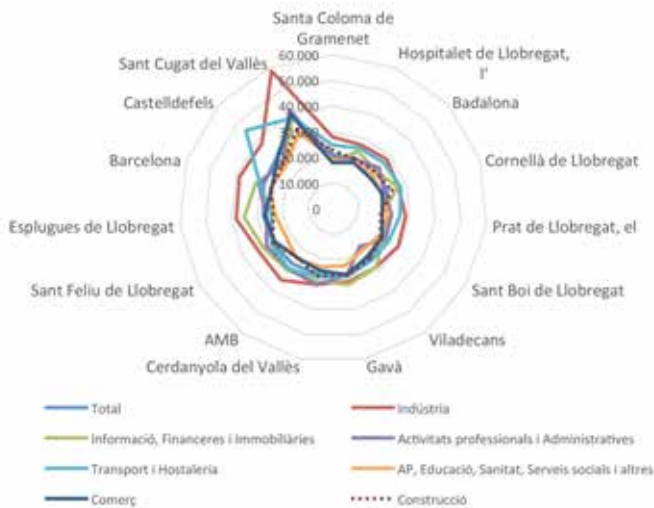 Santa Coloma de
Gramenet
60.000
50.000
40.000
30.000
20.000
10.000
0
Hospitalet de Llobregat,
l'
Badalona
Cornellà de Llobregat
Prat de Llobregat, el
Sant Boi de Llobregat
Viladecans
Gavà
Cerdanyola del Vallès
AMB
Sant Feliu de Llobregat
Esplugues de Llobregat
Barcelona
Castelldefels
Sant Cugat del Vallès
Total
Indústria
Informació, Financeres i Immobiliàries
Activitats professionals i Administratives
Transport i Hostaleria
AP, Educació, Sanitat, Serveis socials i altres
Comerç
Construcció